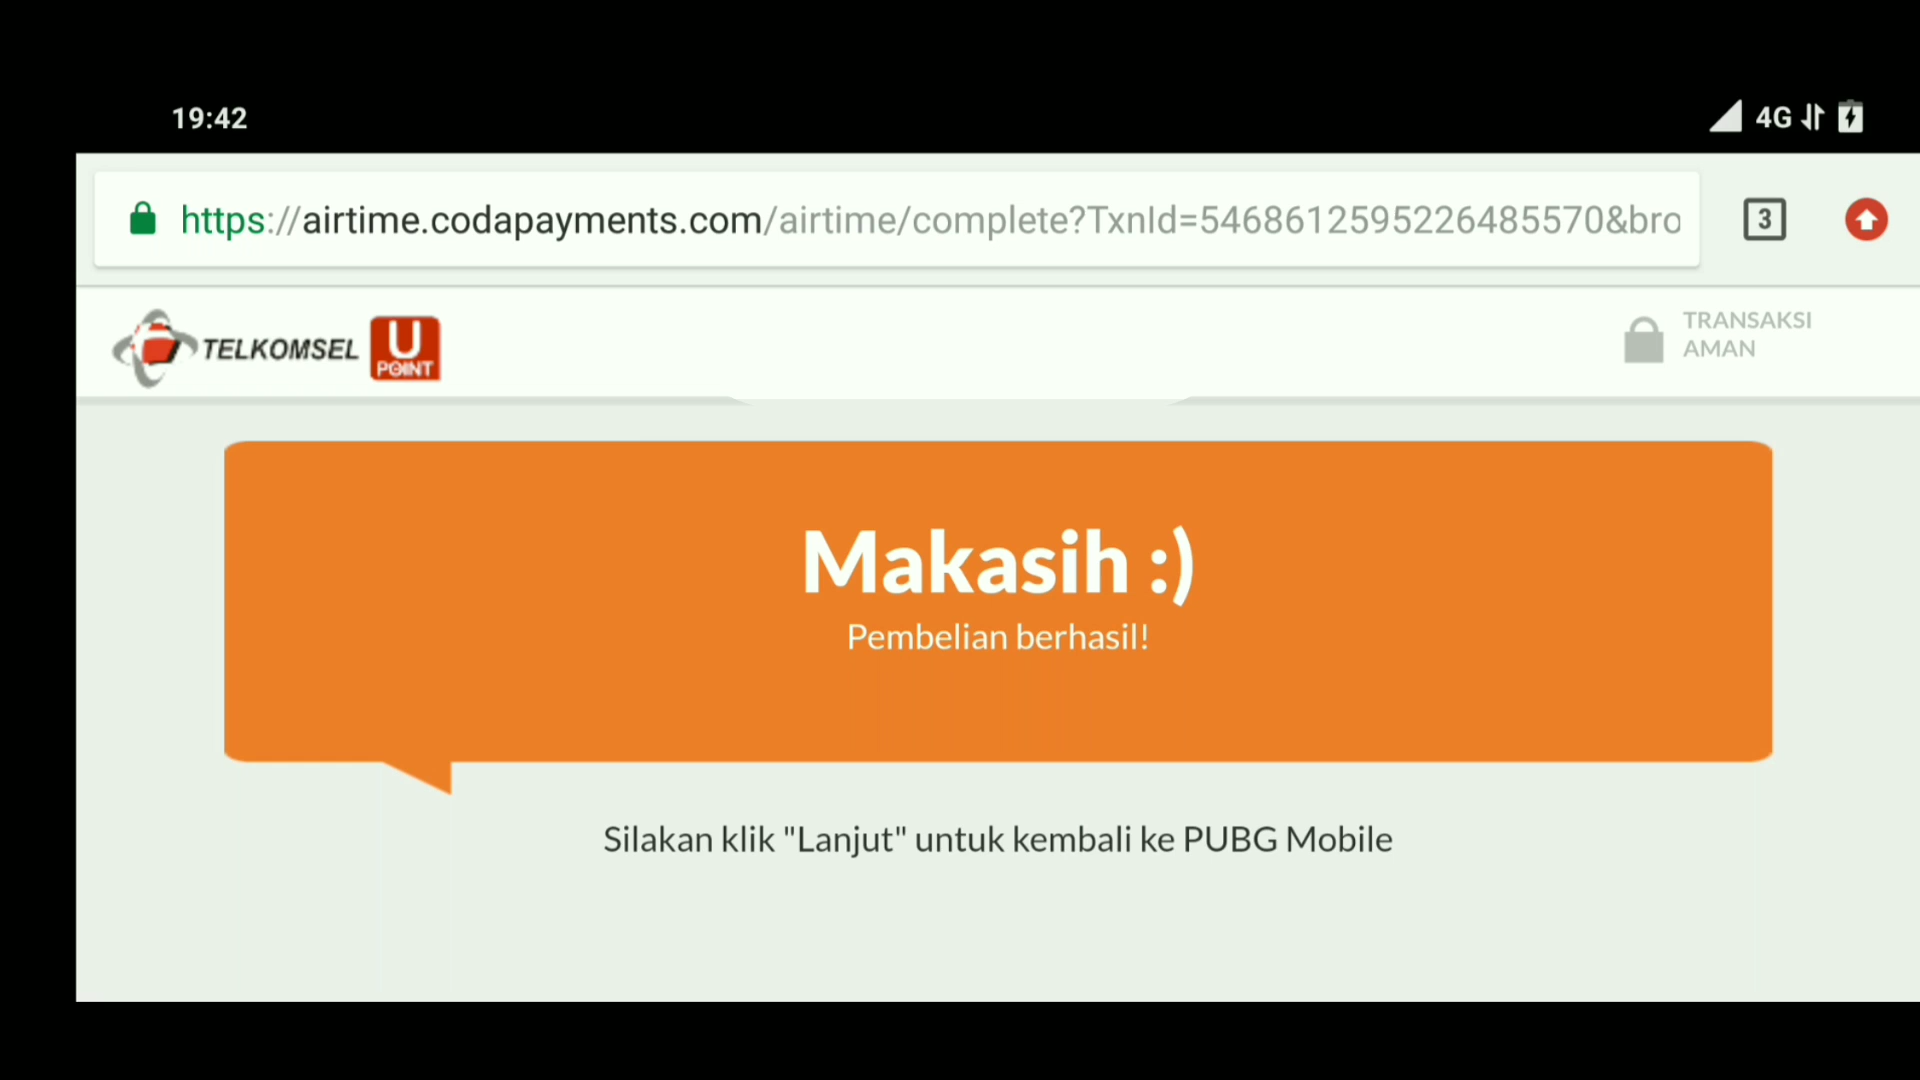 19:42
4G
https://airtime.codapayments.com/airtime/complete?TxnId=5468612595226485570&bro
3
TELKOMSEL
U
POINT
TRANSAKSI
AMAN
Makasih :)
Pembelian berhasil!
Silakan klik "Lanjut" untuk kembali ke PUBG Mobile